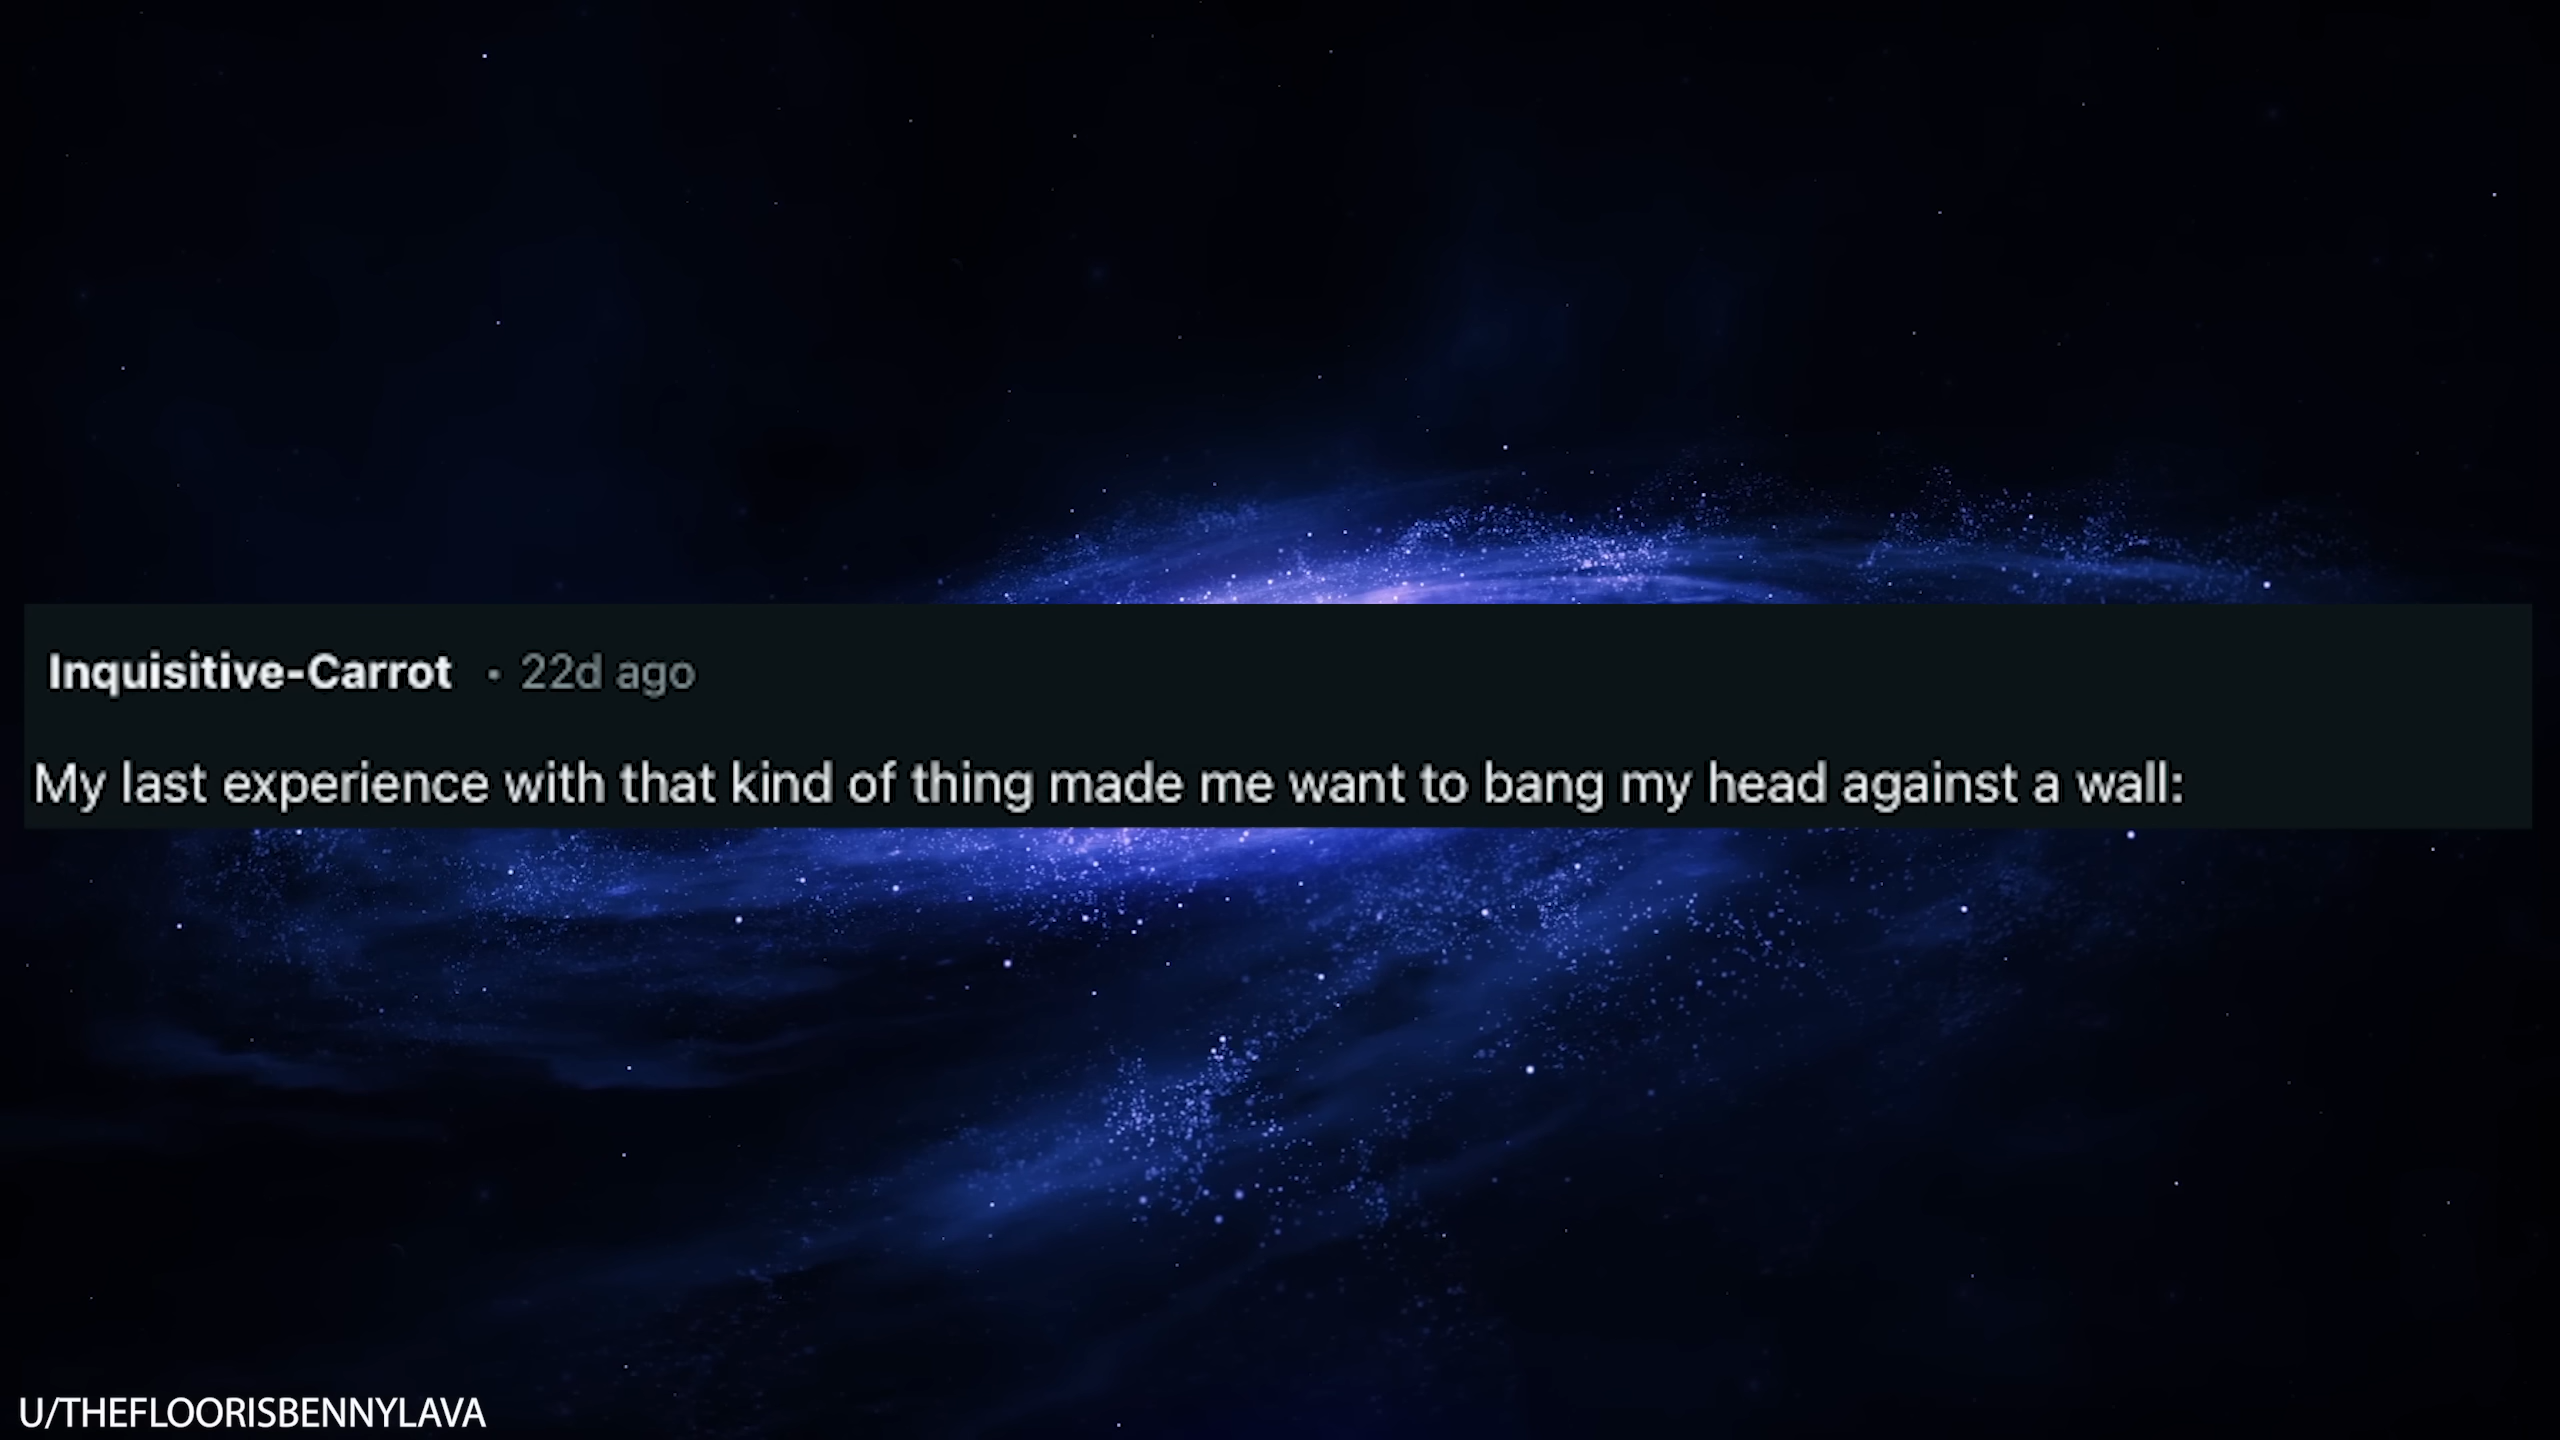 Inquisitive-Carrot · 22d ago
My last experience with that kind of thing made me want to bang my head against a wall:
U/THEFLOORISBENNYLAVA